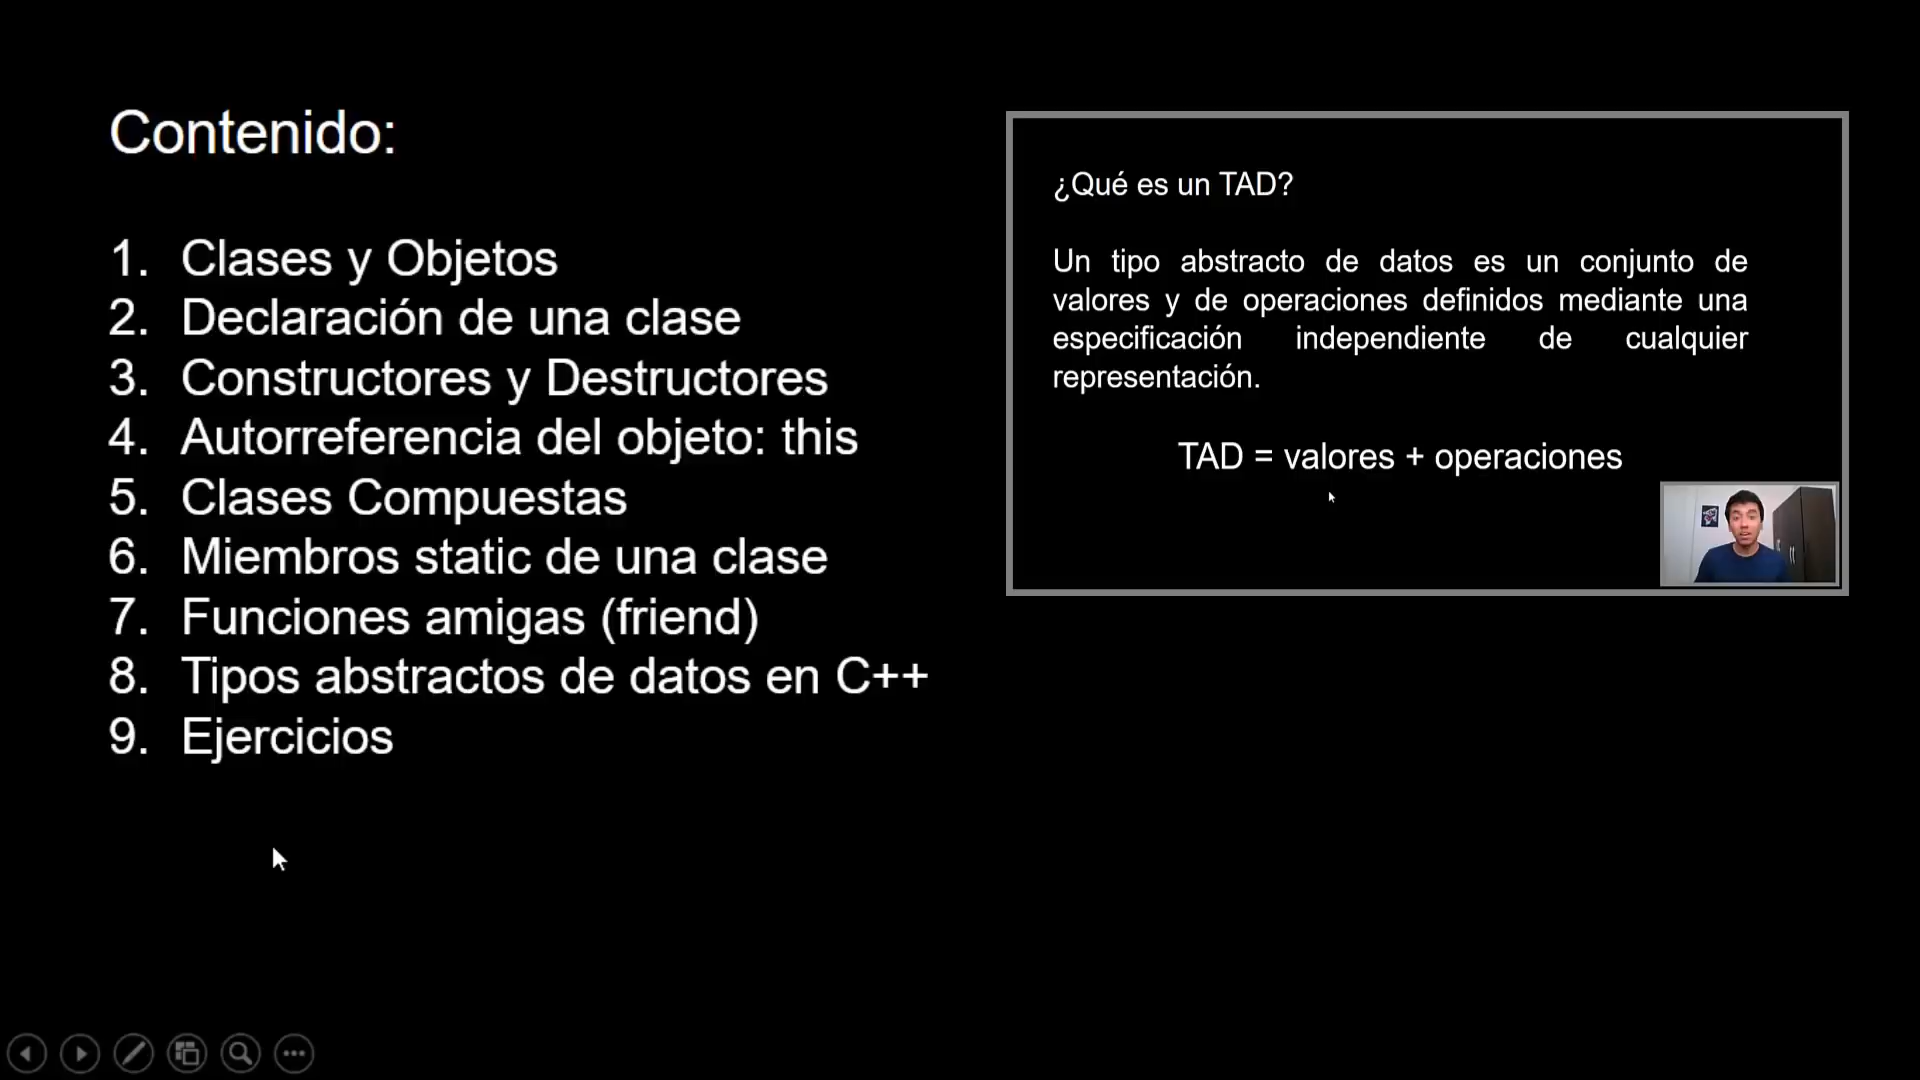 Contenido:
1. Clases y Objetos
2. Declaración de una clase
3. Constructores y Destructores
4. Autorreferencia del objeto: this
5. Clases Compuestas
6. Miembros static de una clase
7. Funciones amigas (friend)
8. Tipos abstractos de datos en C++
9. Ejercicios
¿Qué es un TAD?
Un tipo abstracto de datos es un conjunto de
valores y de operaciones definidos mediante una
especificación independiente de cualquier
representación.
TAD = valores + operaciones